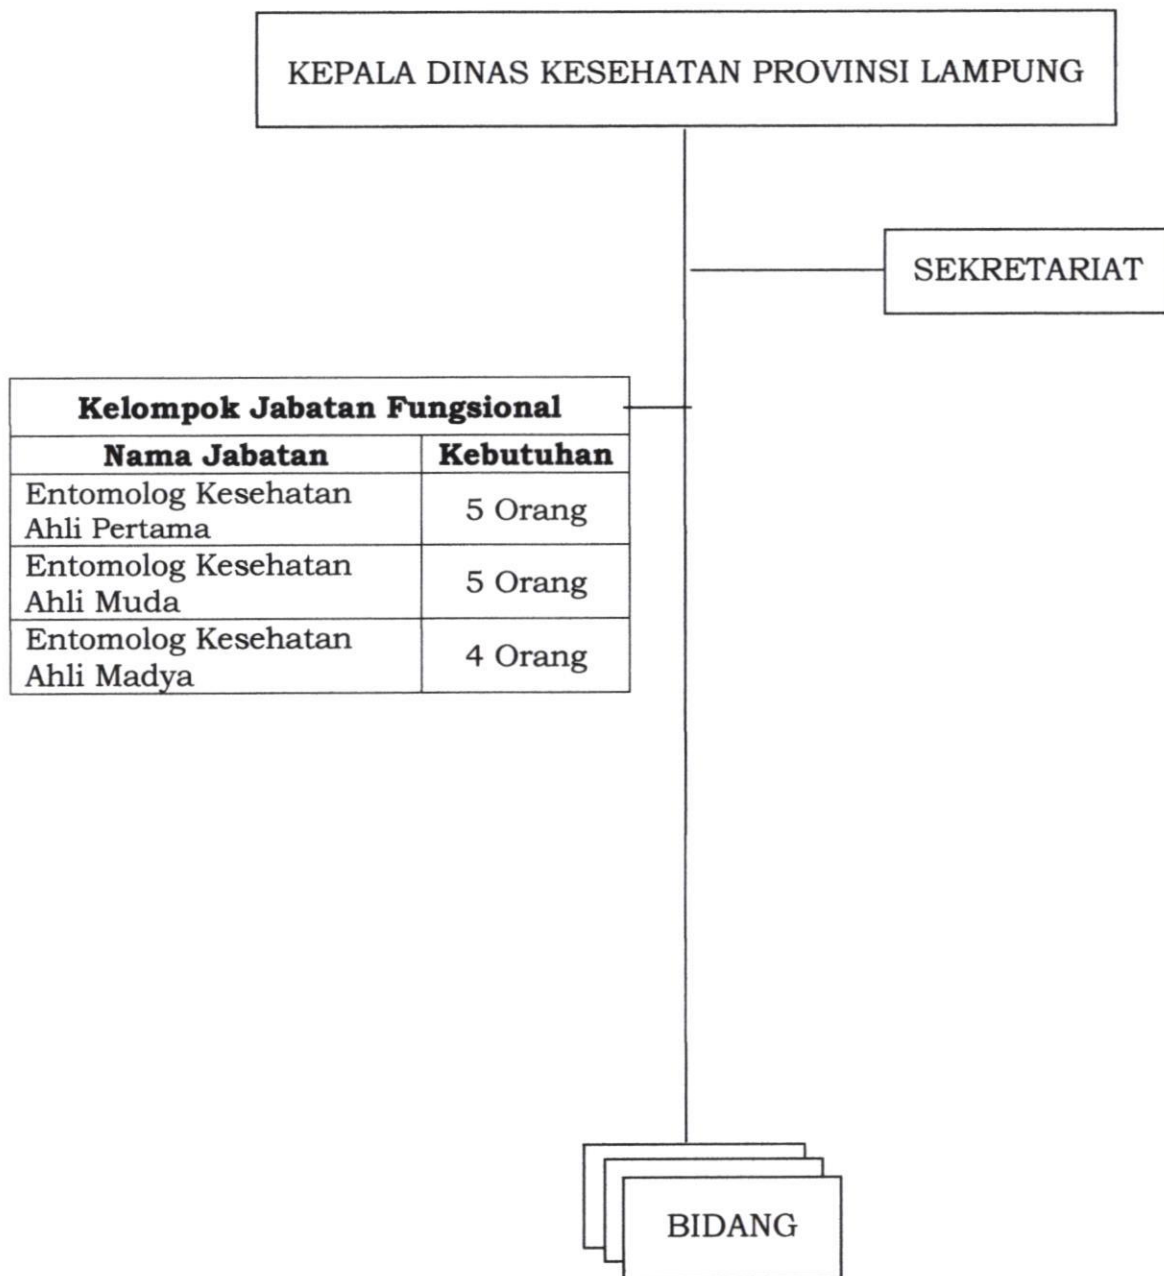 KEPALA DINAS KESEHATAN PROVINSI LAMPUNG
SEKRETARIAT
Kelompok Jabatan Fungsional
Nama Jabatan Kebutuhan
Entomolog Kesehatan
Ahli Pertama
5 Orang
Entomolog Kesehatan
Ahli Muda
5 Orang
Entomolog Kesehatan
Ahli Madya
4 Orang
BIDANG